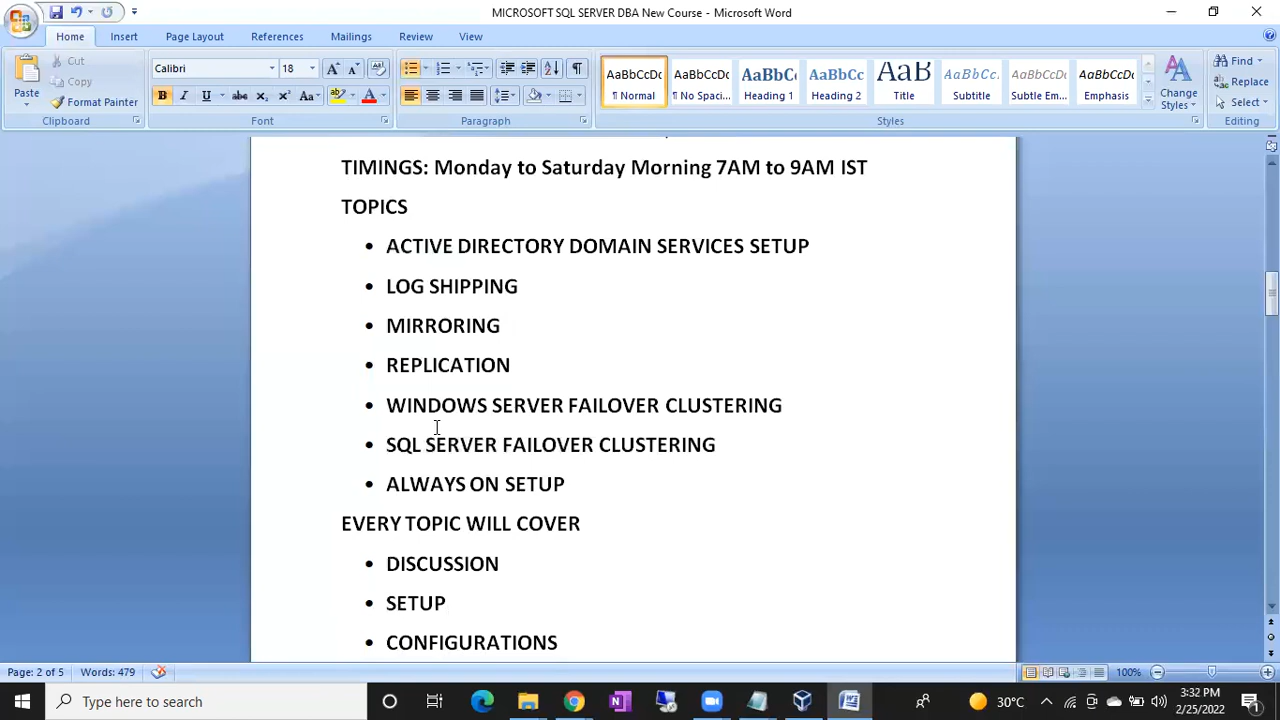 MICROSOFT SQL SERVER DBA New Course - Microsoft Word
Home Insert Page Layout References Mailings Review View
Paste
Cut
Copy
Format Painter
Clipboard
Calibri 18
Font
Paragraph
AaBbCcDc AaBbCcDc AaBbCc AaBbCc AaB AaBbCc. AaBbCcDc AaBbCcDc
¶ Normal ¶ No Spaci... Heading 1 Heading 2 Title Subtitle Subtle Em... Emphasis
Change Styles
Styles
Find
Replace
Select
Editing
TIMINGS: Monday to Saturday Morning 7AM to 9AM IST
TOPICS
• ACTIVE DIRECTORY DOMAIN SERVICES SETUP
• LOG SHIPPING
• MIRRORING
• REPLICATION
• WINDOWS SERVER FAILOVER CLUSTERING
• SQL SERVER FAILOVER CLUSTERING
• ALWAYS ON SETUP
EVERY TOPIC WILL COVER
• DISCUSSION
• SETUP
• CONFIGURATIONS
Page: 2 of 5 Words: 479 100%
Type here to search
30°C
3:32 PM
2/25/2022